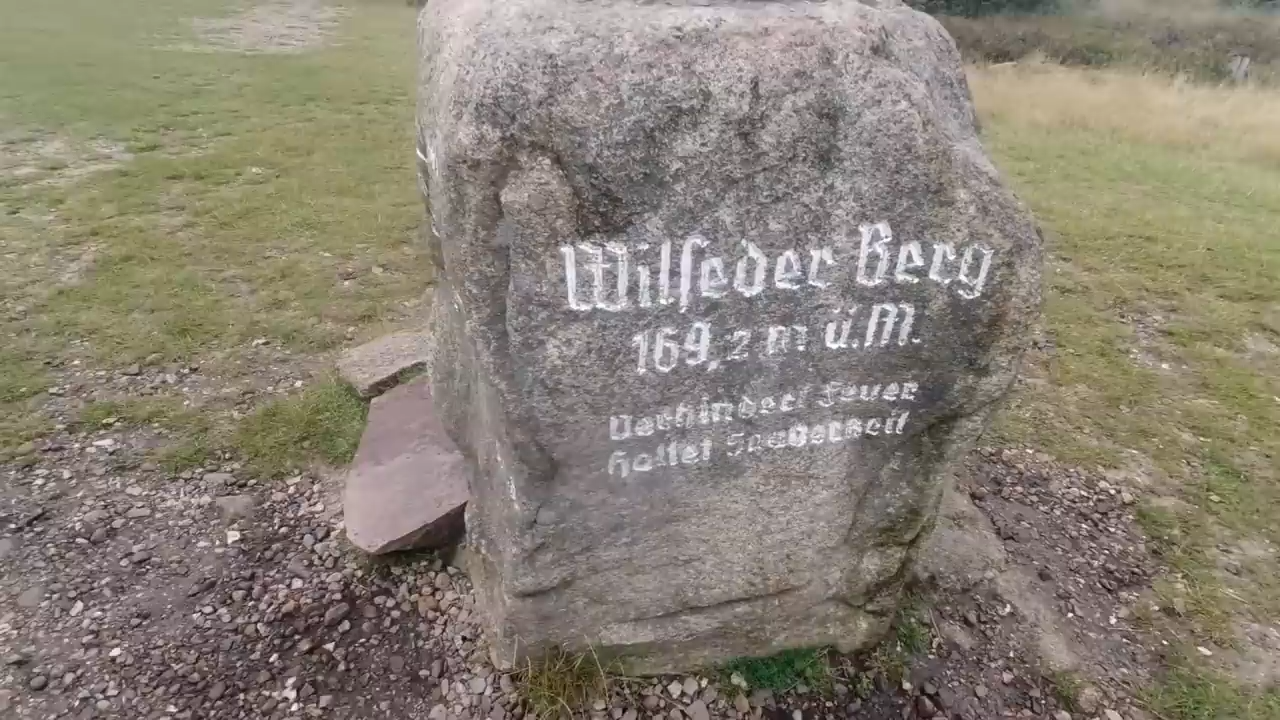 Wilseder Berg
169,2 m ü.M.
Verhindert Feuer
haltet Sauberkeit